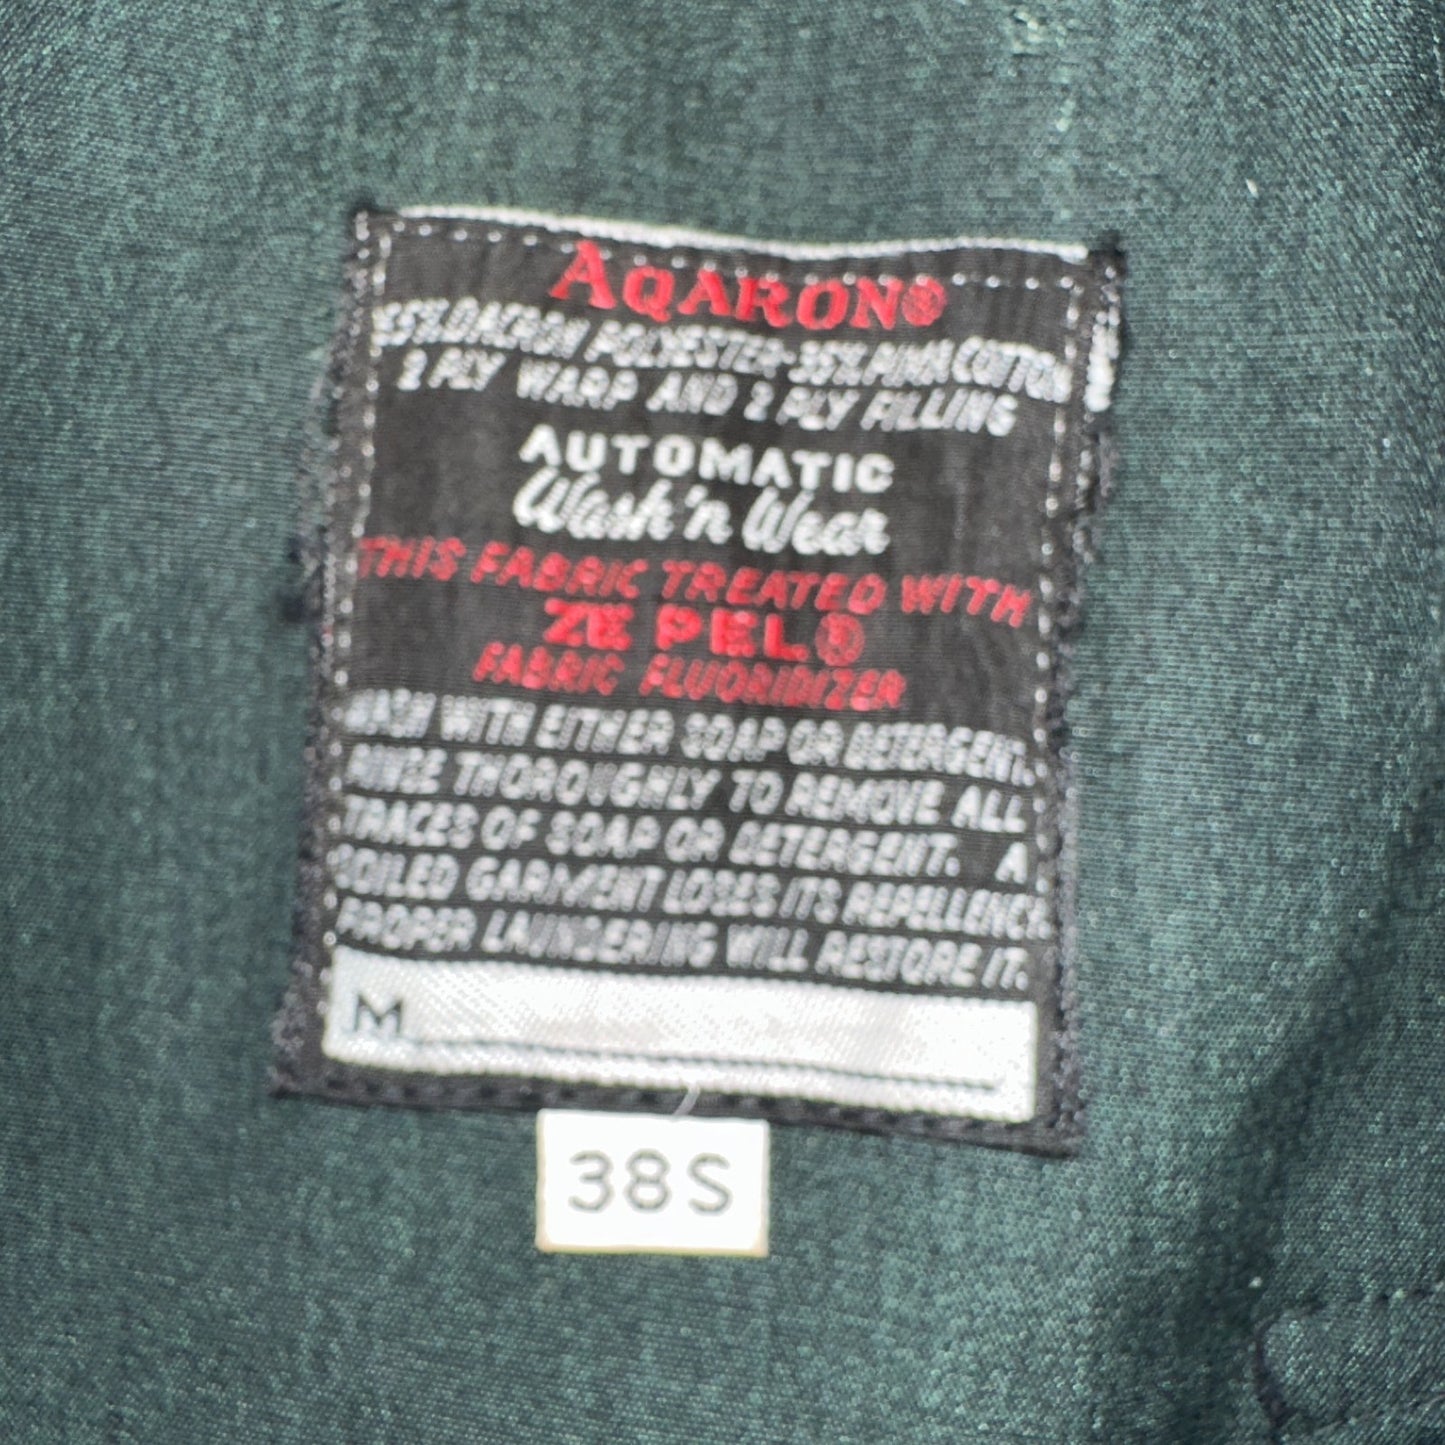 AQARON®
65% DACRON POLYESTER-35% PIMA COTTON
2 PLY WARP AND 2 PLY FILLING
AUTOMATIC
Wash 'n Wear
THIS FABRIC TREATED WITH
ZE PEL®
FABRIC FLUORIDIZER
WASH WITH EITHER SOAP OR DETERGENT.
RINSE THOROUGHLY TO REMOVE ALL
TRACES OF SOAP OR DETERGENT. A
SOILED GARMENT LOSES ITS REPELLENCY.
PROPER LAUNDERING WILL RESTORE IT.
M
38S